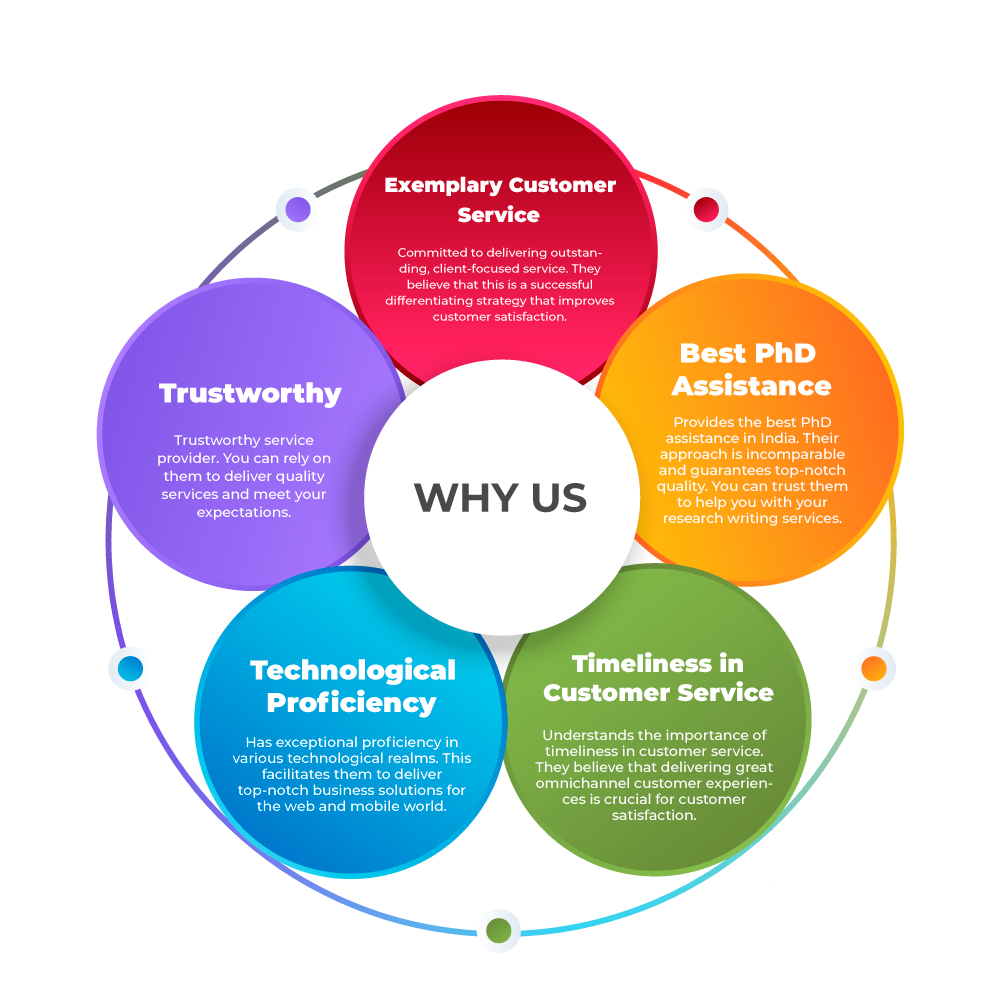 Exemplary Customer
Service
Committed to delivering outstan-
ding, client-focused service. They
believe that this is a successful
differentiating strategy that improves
customer satisfaction.
Best PhD
Assistance
Provides the best PhD
assistance in India. Their
approach is incomparable
and guarantees top-notch
quality. You can trust them
to help you with your
research writing services.
Trustworthy
Trustworthy service
provider. You can rely on
them to deliver quality
services and meet your
expectations.
WHY US
Technological
Proficiency
Has exceptional proficiency in
various technological realms. This
facilitates them to deliver
top-notch business solutions for
the web and mobile world.
Timeliness in
Customer Service
Understands the importance of
timeliness in customer service.
They believe that delivering great
omnichannel customer experien-
ces is crucial for customer
satisfaction.